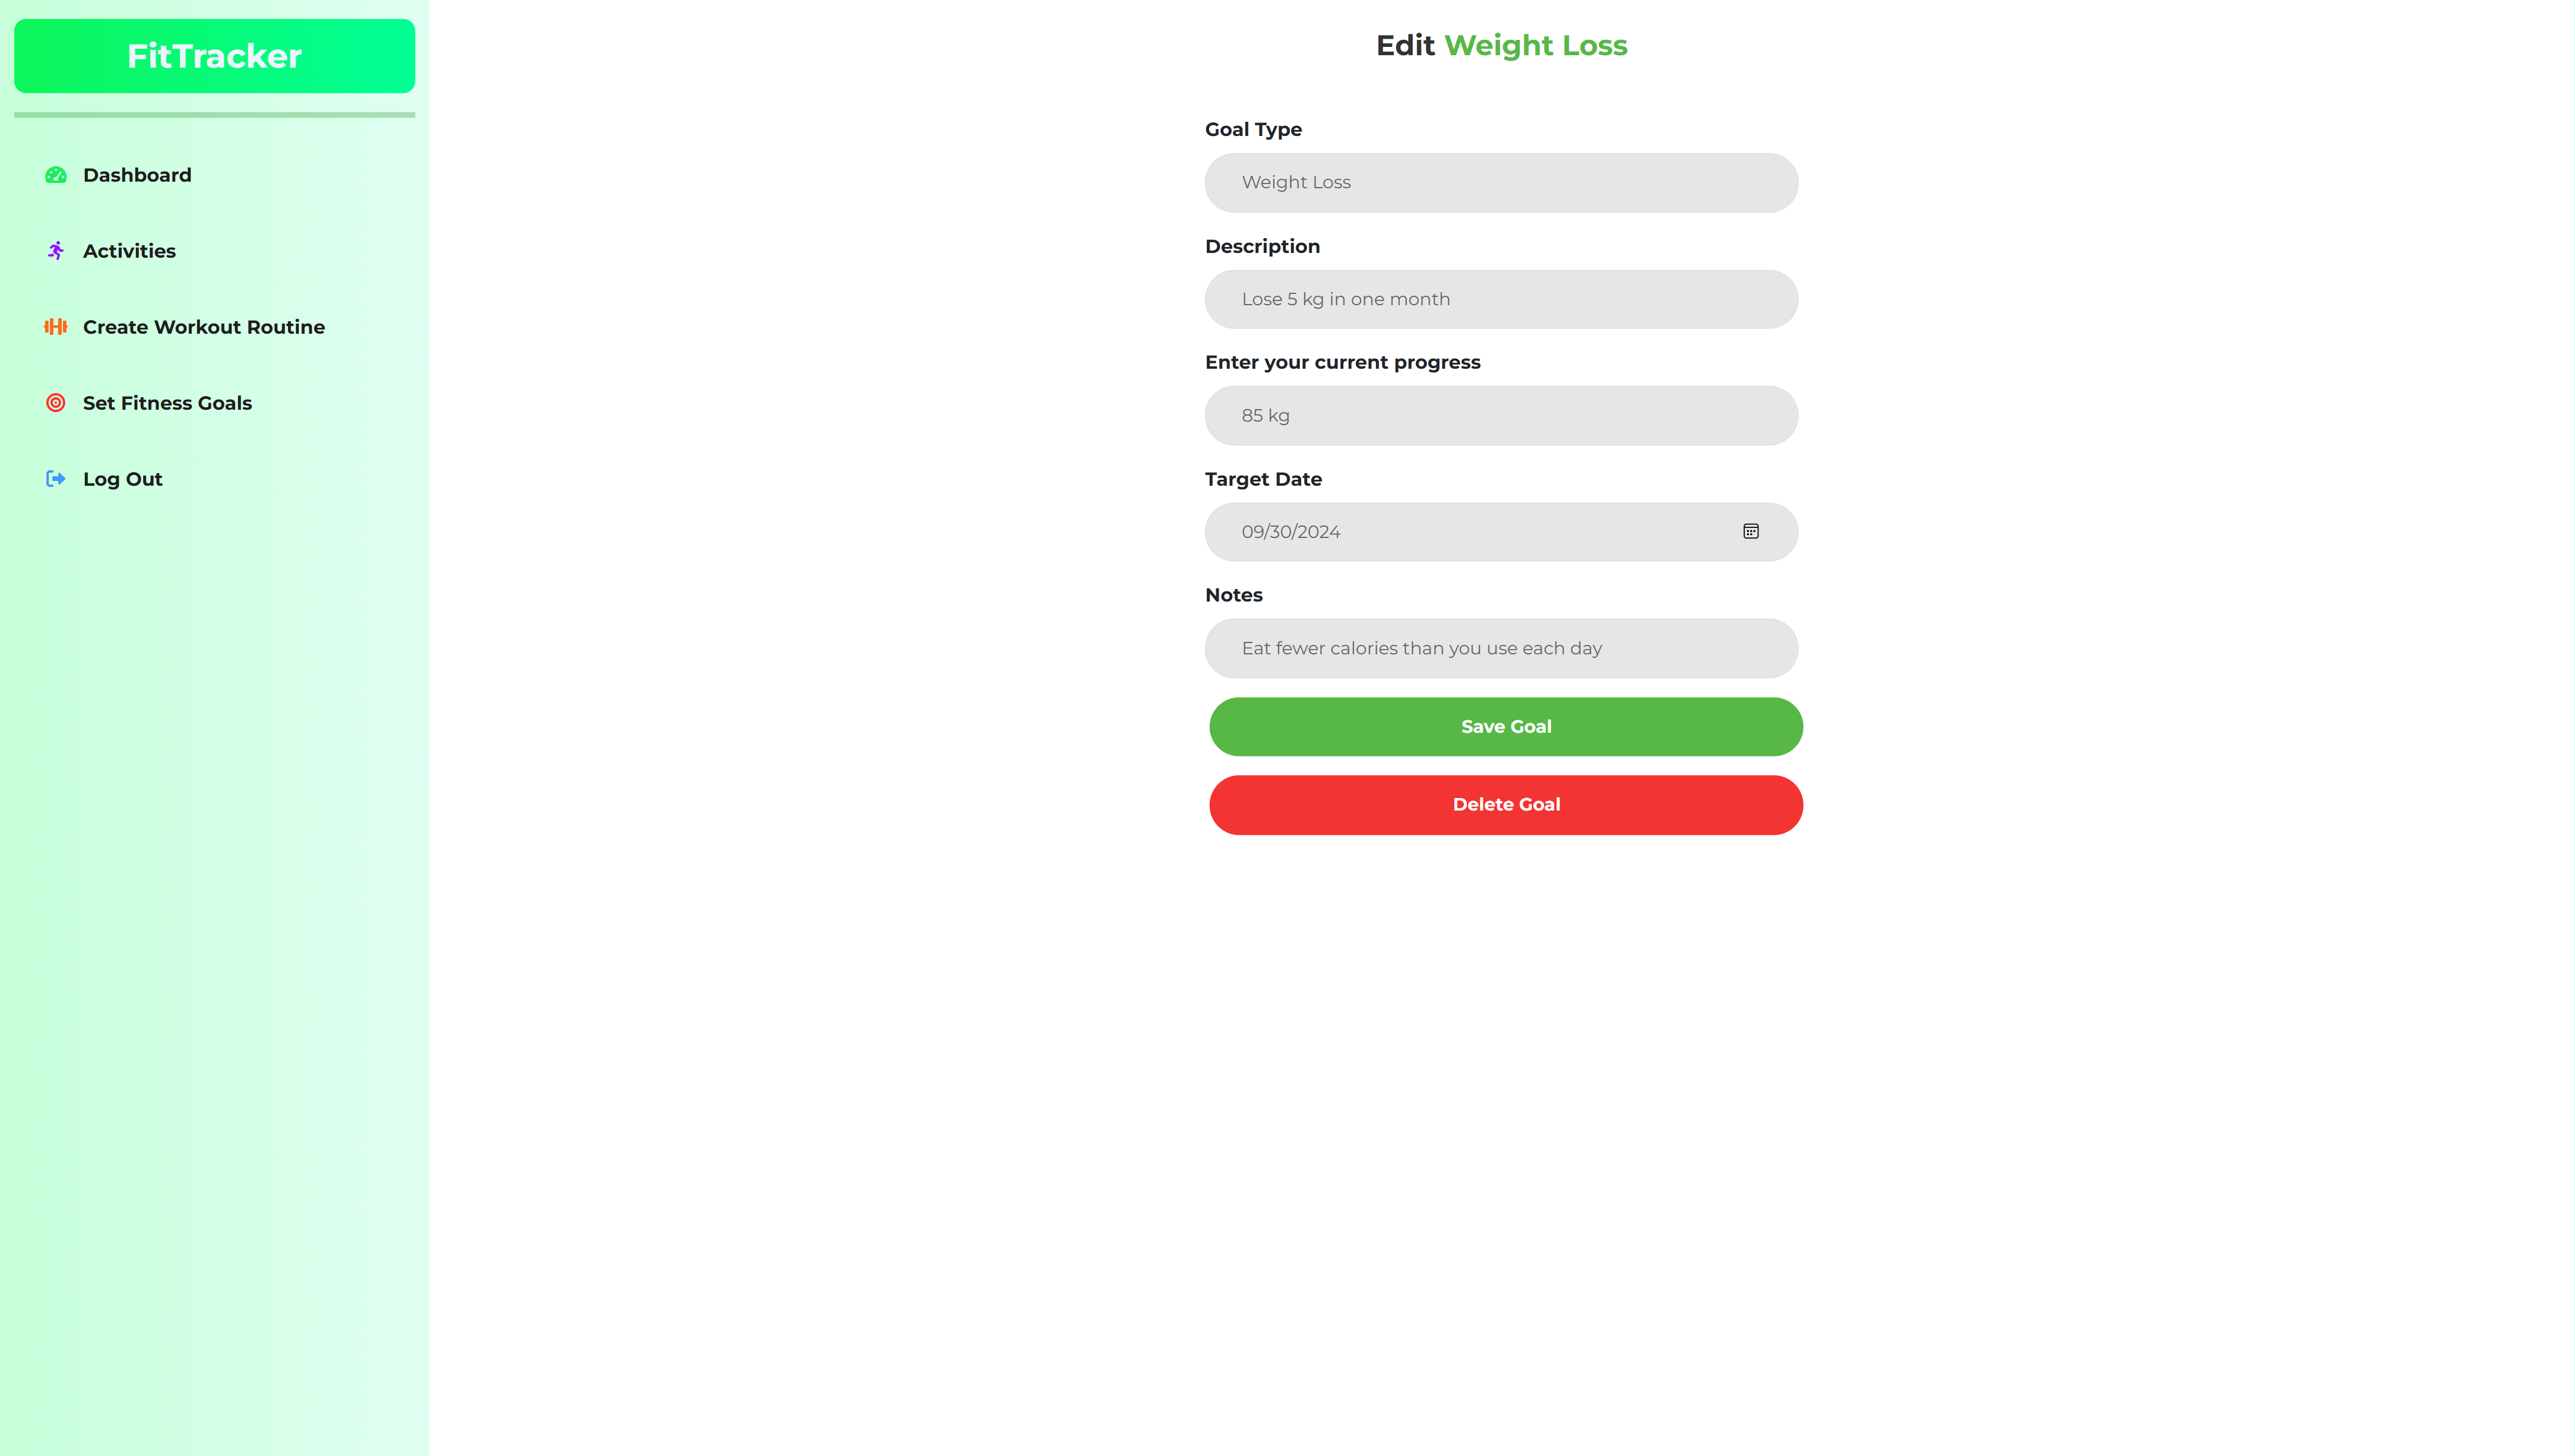 FitTracker
Dashboard
Activities
Create Workout Routine
Set Fitness Goals
Log Out
Edit Weight Loss
Goal Type
Weight Loss
Description
Lose 5 kg in one month
Enter your current progress
85 kg
Target Date
09/30/2024
Notes
Eat fewer calories than you use each day
Save Goal
Delete Goal